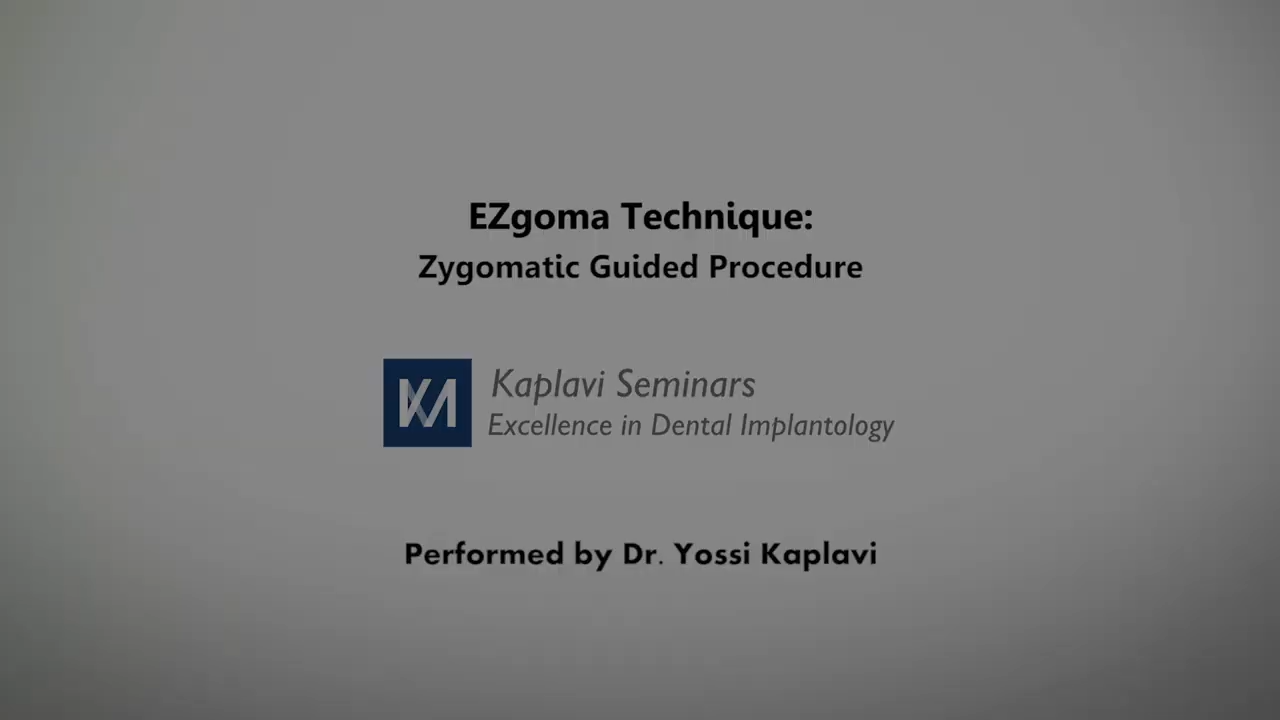 EZgoma Technique:
Zygomatic Guided Procedure
KM
Kaplavi Seminars
Excellence in Dental Implantology
Performed by Dr. Yossi Kaplavi